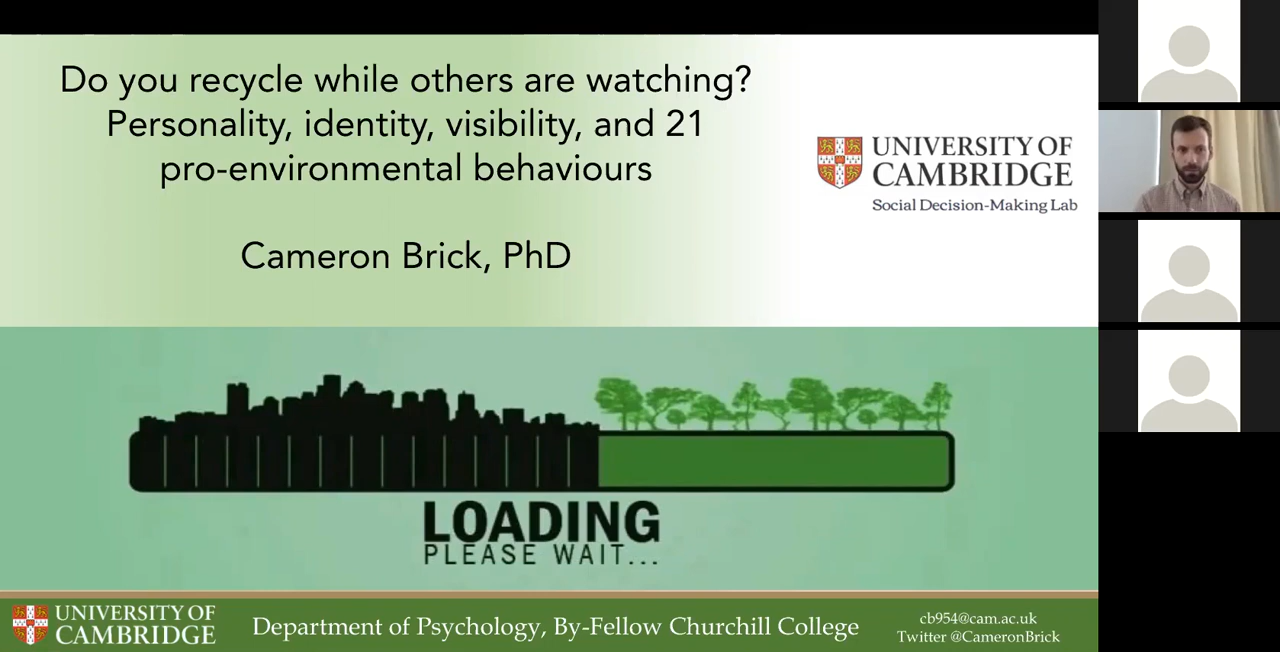 Do you recycle while others are watching?
Personality, identity, visibility, and 21
pro-environmental behaviours
Cameron Brick, PhD
UNIVERSITY OF
CAMBRIDGE
Social Decision-Making Lab
LOADING
PLEASE WAIT...
UNIVERSITY OF
CAMBRIDGE
Department of Psychology, By-Fellow Churchill College
cb954@cam.ac.uk
Twitter @CameronBrick